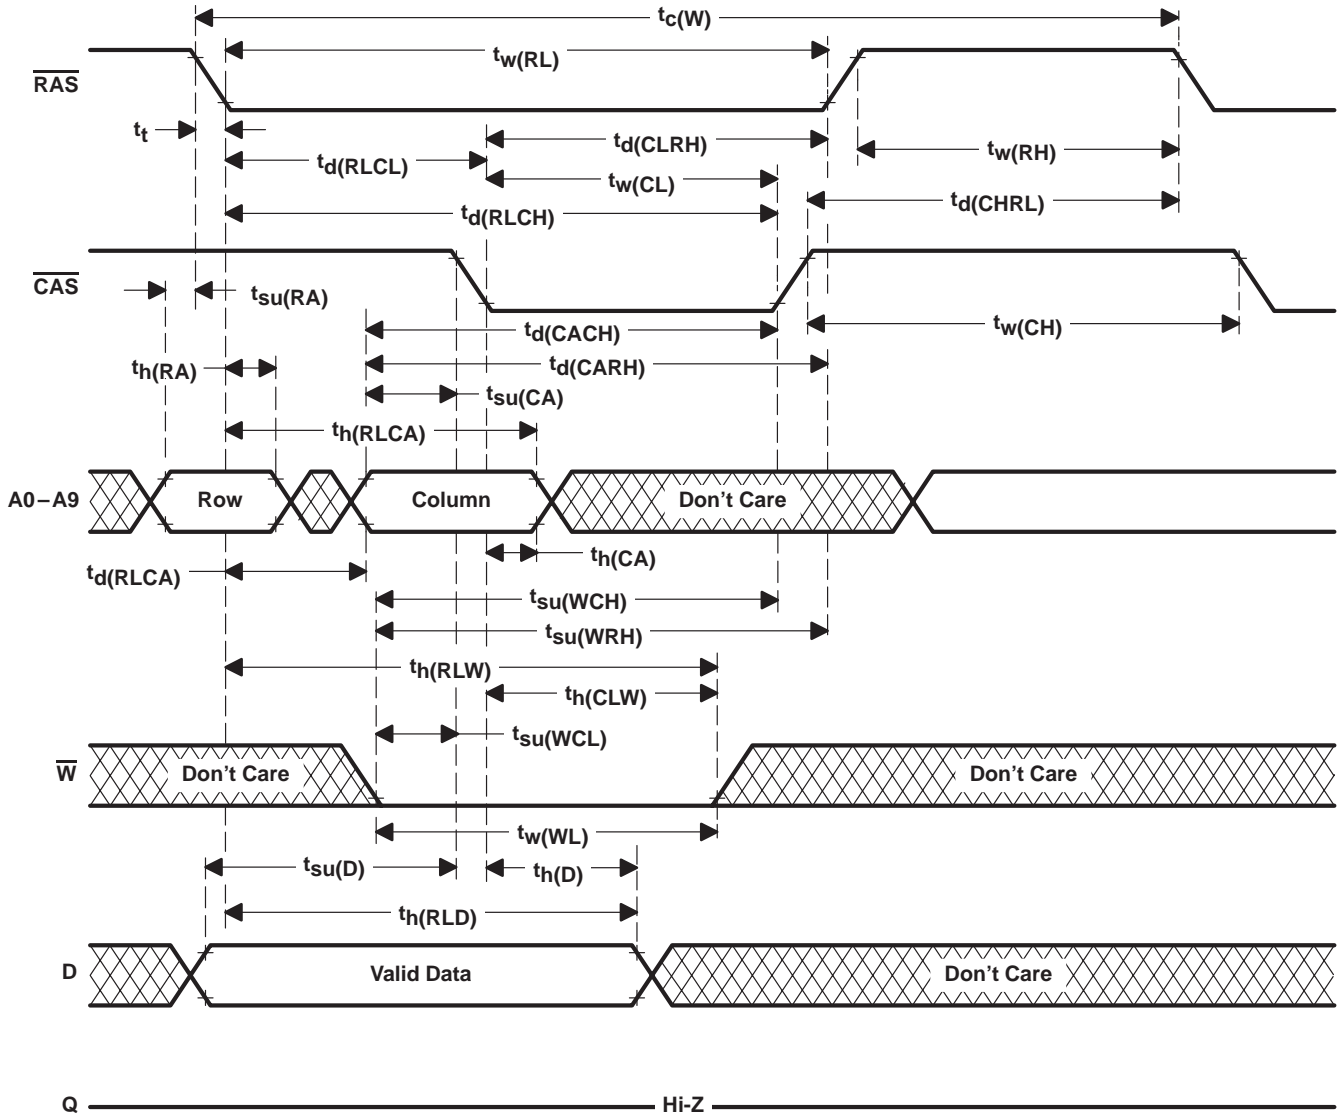 tc(W)
tw(RL)
RAS
tt
td(CLRH)
tw(RH)
td(RLCL)
tw(CL)
td(CHRL)
td(RLCH)
CAS
tsu(RA)
tw(CH)
td(CACH)
th(RA)
td(CARH)
tsu(CA)
th(RLCA)
A0–A9
Row
Column
Don't Care
th(CA)
td(RLCA)
tsu(WCH)
tsu(WRH)
th(RLW)
th(CLW)
tsu(WCL)
W
Don't Care
Don't Care
tw(WL)
tsu(D)
th(D)
th(RLD)
D
Valid Data
Don't Care
Q
Hi-Z